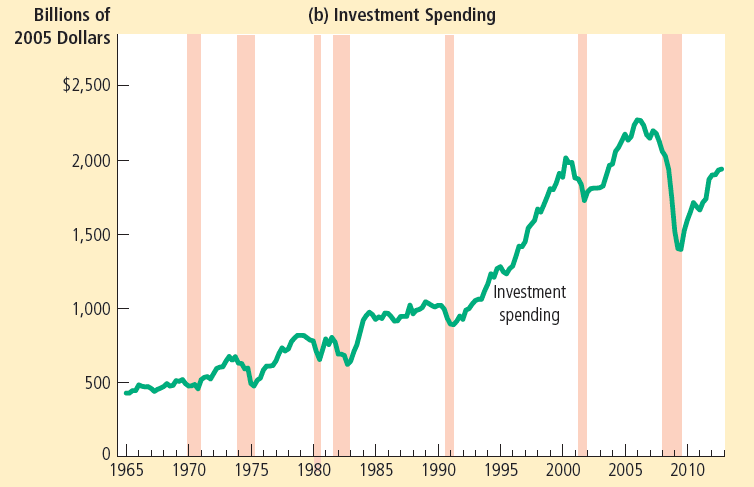 Billions of
2005 Dollars
(b) Investment Spending
$2,500
2,000
1,500
1,000
500
0
Investment
spending
1965 1970 1975 1980 1985 1990 1995 2000 2005 2010